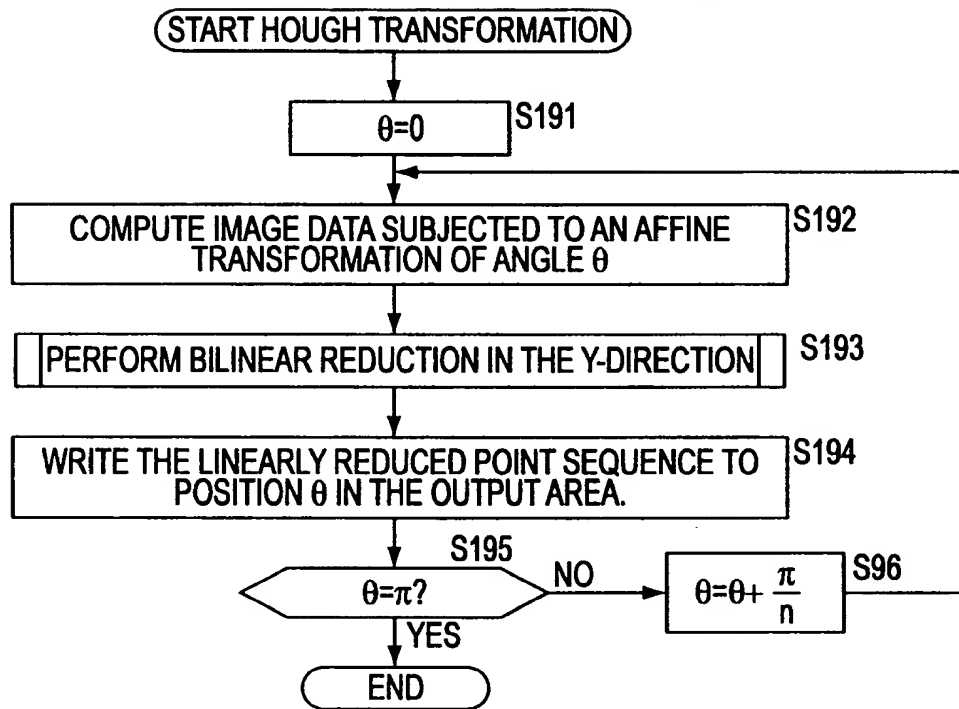 START HOUGH TRANSFORMATION
θ=0
S191
COMPUTE IMAGE DATA SUBJECTED TO AN AFFINE
TRANSFORMATION OF ANGLE θ
S192
PERFORM BILINEAR REDUCTION IN THE Y-DIRECTION
S193
WRITE THE LINEARLY REDUCED POINT SEQUENCE TO
POSITION θ IN THE OUTPUT AREA.
S194
θ=π?
S195
NO
θ=θ+ π/n
S96
YES
END